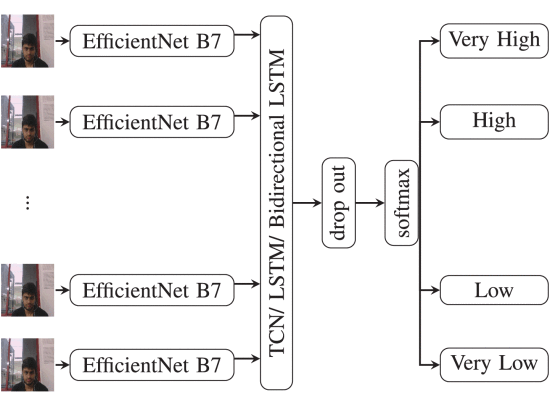 EfficientNet B7
EfficientNet B7
...
EfficientNet B7
EfficientNet B7
TCN/ LSTM/ Bidirectional LSTM
drop out
softmax
Very High
High
Low
Very Low